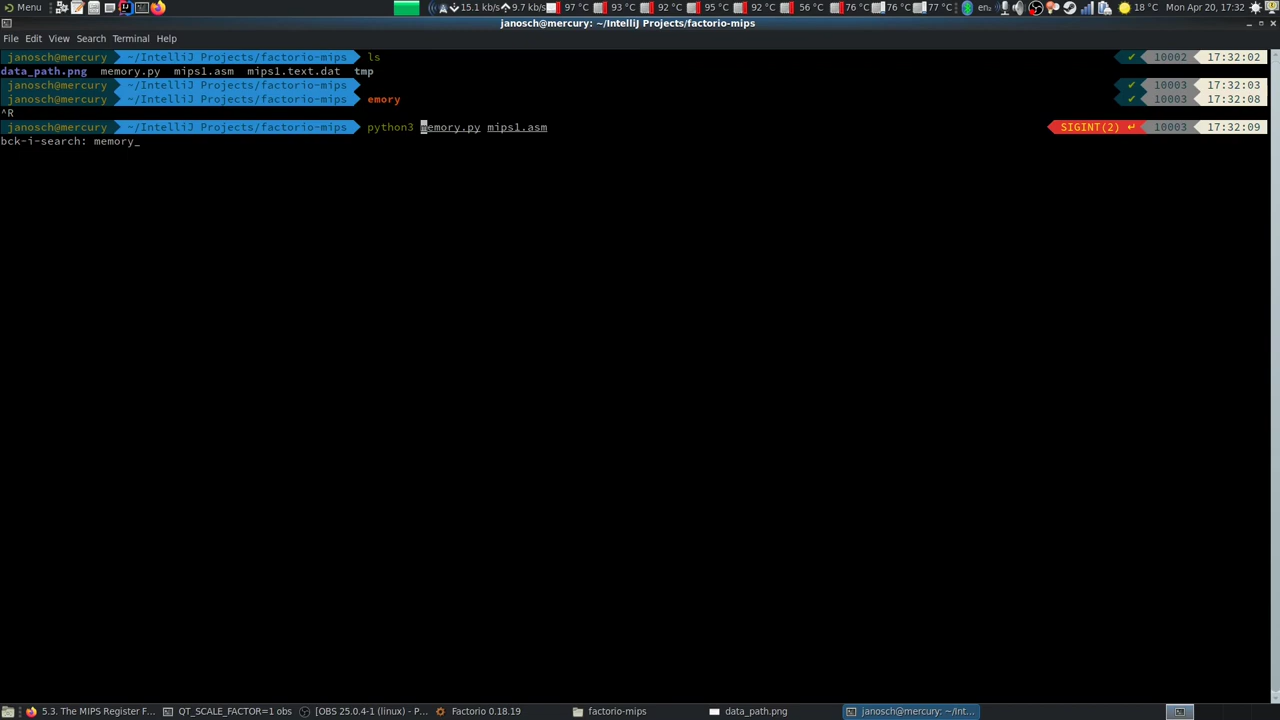 Menu 15.1 kb/s 9.7 kb/s 97 °C 93 °C 92 °C 95 °C 92 °C 56 °C 76 °C 76 °C 77 °C en₂ 18 °C Mon Apr 20, 17:32
janosch@mercury: ~/IntelliJ Projects/factorio-mips
File Edit View Search Terminal Help
janosch@mercury ~/IntelliJ Projects/factorio-mips ls ✔ 10002 17:32:02
data_path.png memory.py mips1.asm mips1.text.dat tmp
janosch@mercury ~/IntelliJ Projects/factorio-mips ✔ 10003 17:32:03
janosch@mercury ~/IntelliJ Projects/factorio-mips emory ✔ 10003 17:32:08
^R
janosch@mercury ~/IntelliJ Projects/factorio-mips python3 memory.py mips1.asm SIGINT(2) ↵ 10003 17:32:09
bck-i-search: memory_
5.3. The MIPS Register F... QT_SCALE_FACTOR=1 obs [OBS 25.0.4-1 (linux) - P... Factorio 0.18.19 factorio-mips data_path.png janosch@mercury: ~/Int...